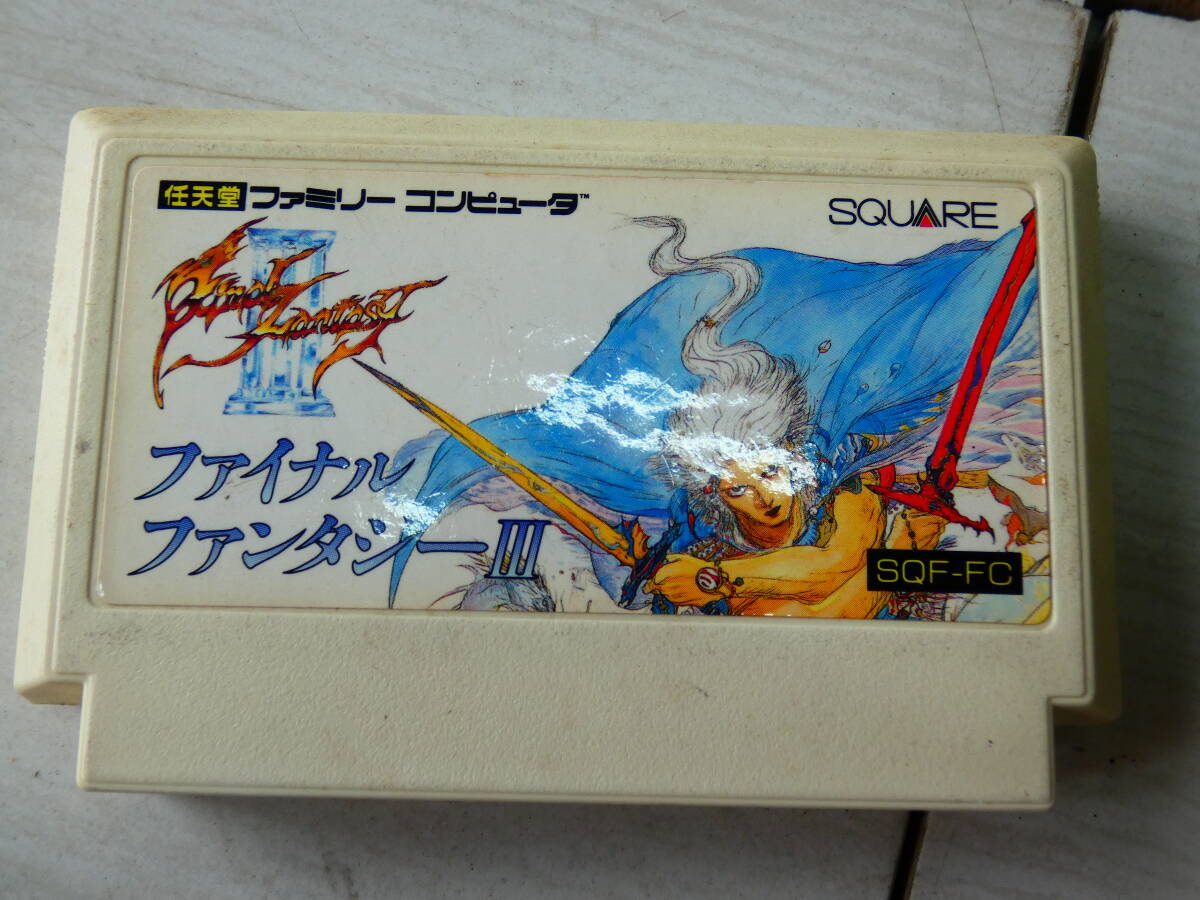 任天堂 ファミリー コンピュータ™
SQUARE
Final Fantasy
III
ファイナル
ファンタジーIII
SQF-FC